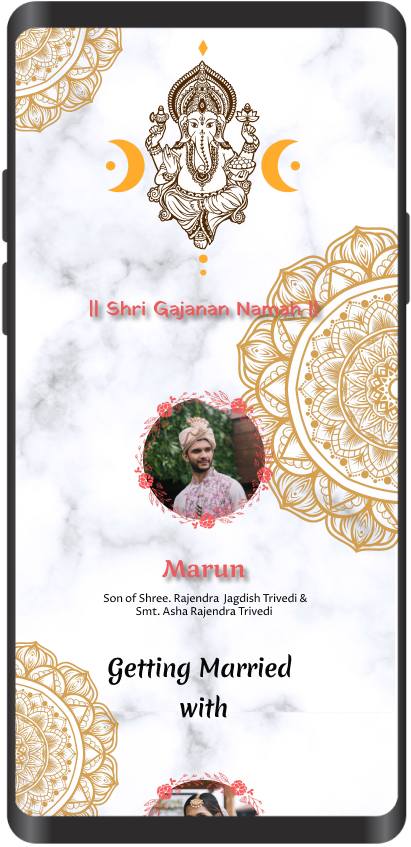 || Shri Gajanan Namah ||
Marun
Son of Shree. Rajendra Jagdish Trivedi &
Smt. Asha Rajendra Trivedi
Getting Married
with